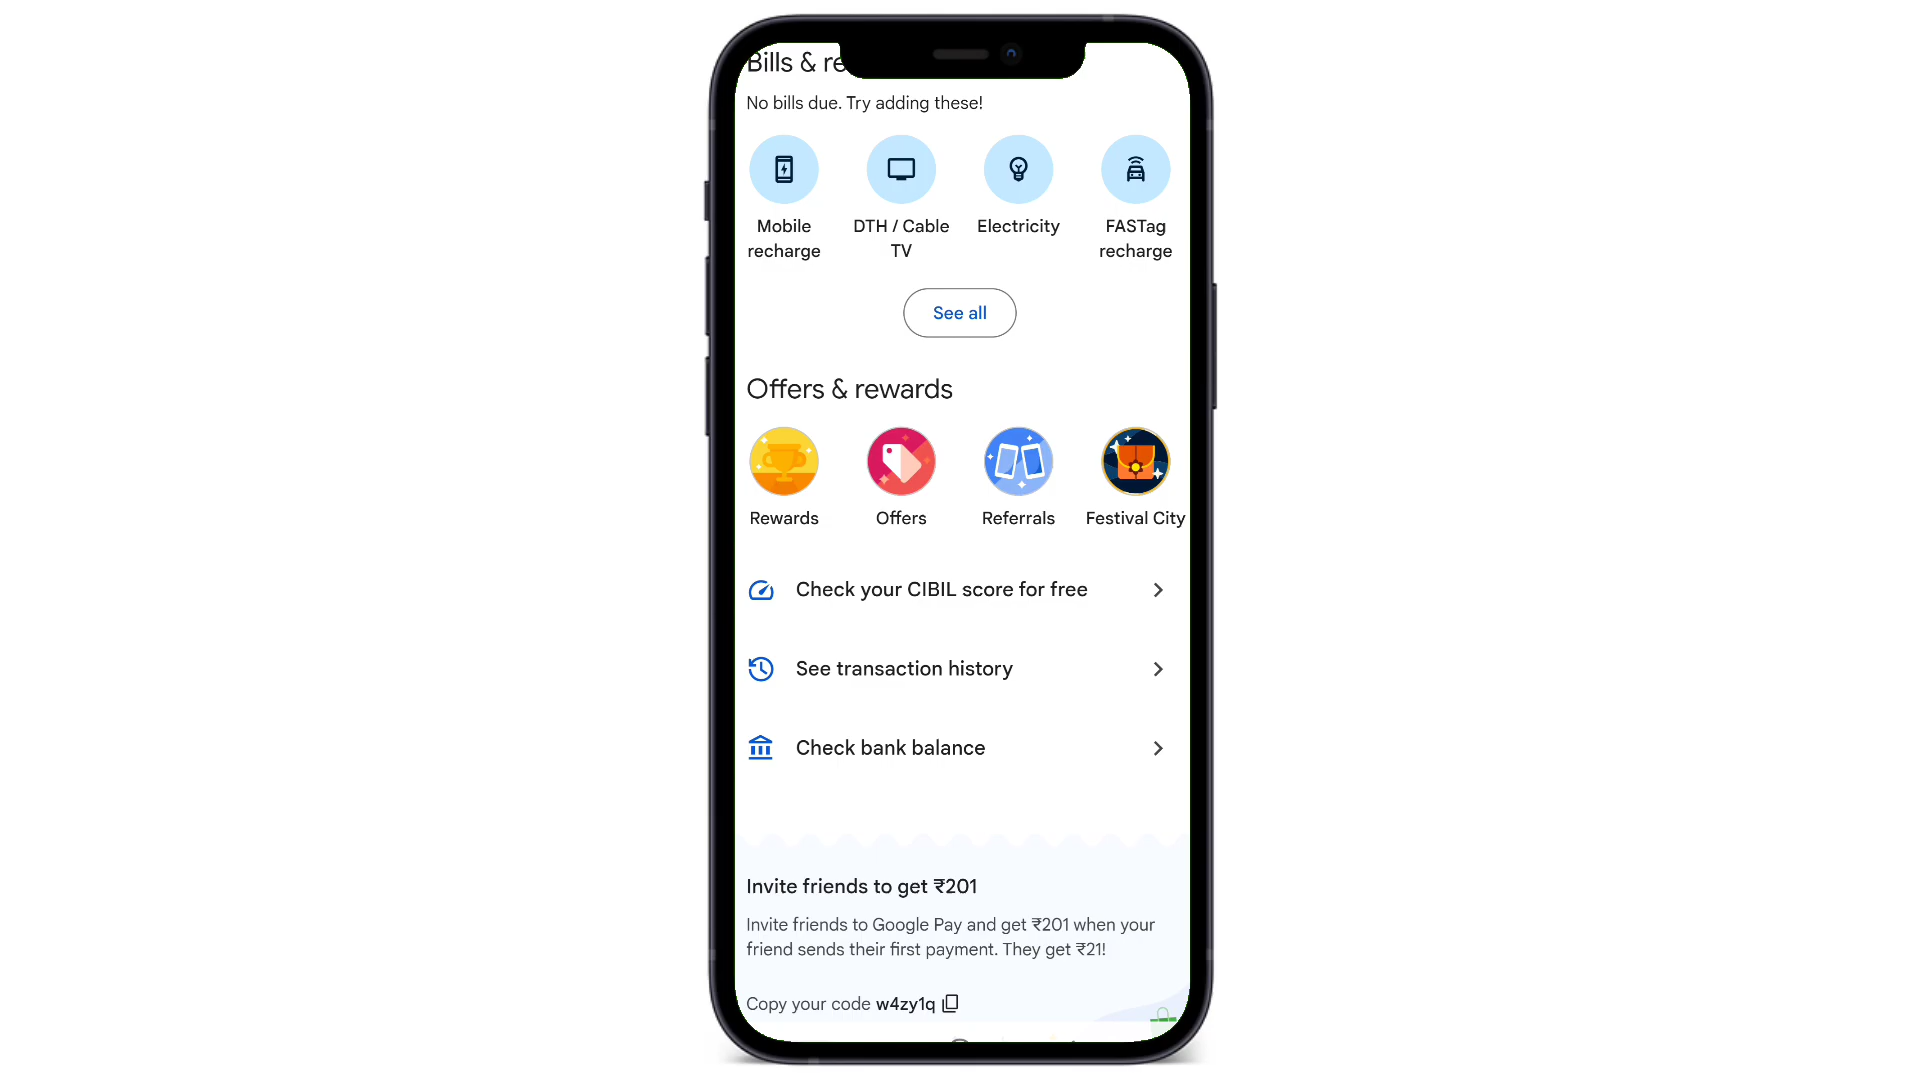 Bills & re
No bills due. Try adding these!
Mobile recharge
DTH / Cable TV
Electricity
FASTag recharge
See all
Offers & rewards
Rewards
Offers
Referrals
Festival City
Check your CIBIL score for free
See transaction history
Check bank balance
Invite friends to get ₹201
Invite friends to Google Pay and get ₹201 when your
friend sends their first payment. They get ₹21!
Copy your code w4zy1q